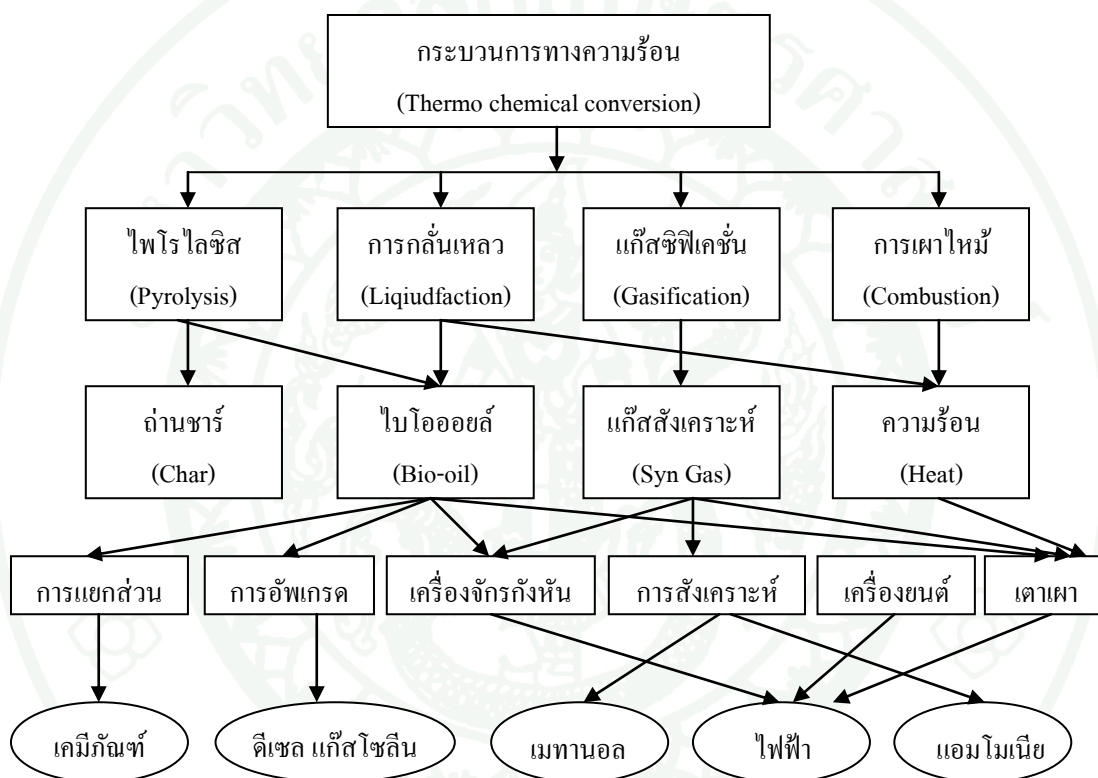 กระบวนการทางความร้อน
(Thermo chemical conversion)
ไพโรไลซิส
(Pyrolysis)
การกลั่นเหลว
(Liqiudfaction)
แก๊สซิฟิเคชั่น
(Gasification)
การเผาไหม้
(Combustion)
ถ่านชาร์
(Char)
ไบโอออยล์
(Bio-oil)
แก๊สสังเคราะห์
(Syn Gas)
ความร้อน
(Heat)
การแยกส่วน
การอัพเกรด
เครื่องจักรกังหัน
การสังเคราะห์
เครื่องยนต์
เตาเผา
เคมีภัณฑ์
ดีเซล แก๊สโซลีน
เมทานอล
ไฟฟ้า
แอมโมเนีย